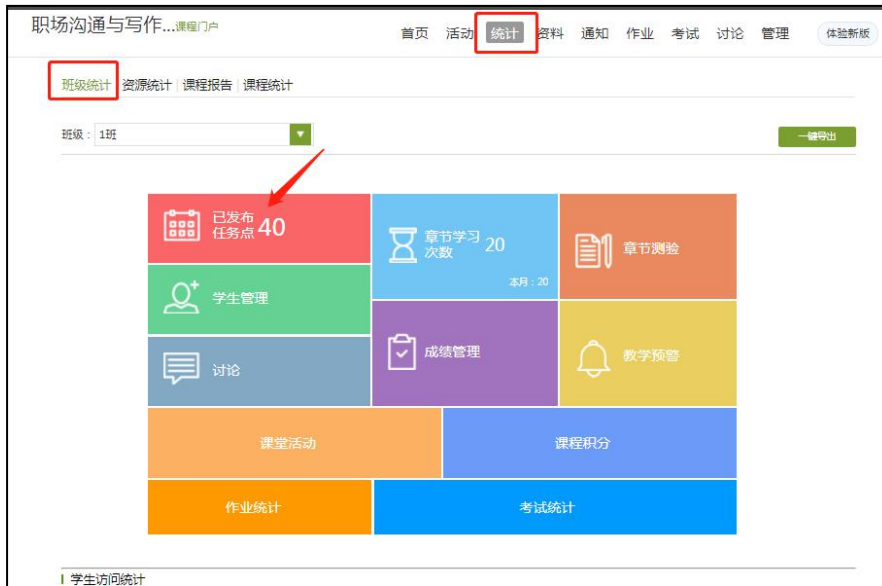 职场沟通与写作...课程门户
首页 活动 统计 资料 通知 作业 考试 讨论 管理 体验新版
班级统计 资源统计 课程报告 课程统计
班级：1班
一键导出
已发布
任务点 40
章节学习
次数 20
本月：20
章节测验
学生管理
成绩管理
教学预警
讨论
课堂活动
课程积分
作业统计
考试统计
学生访问统计